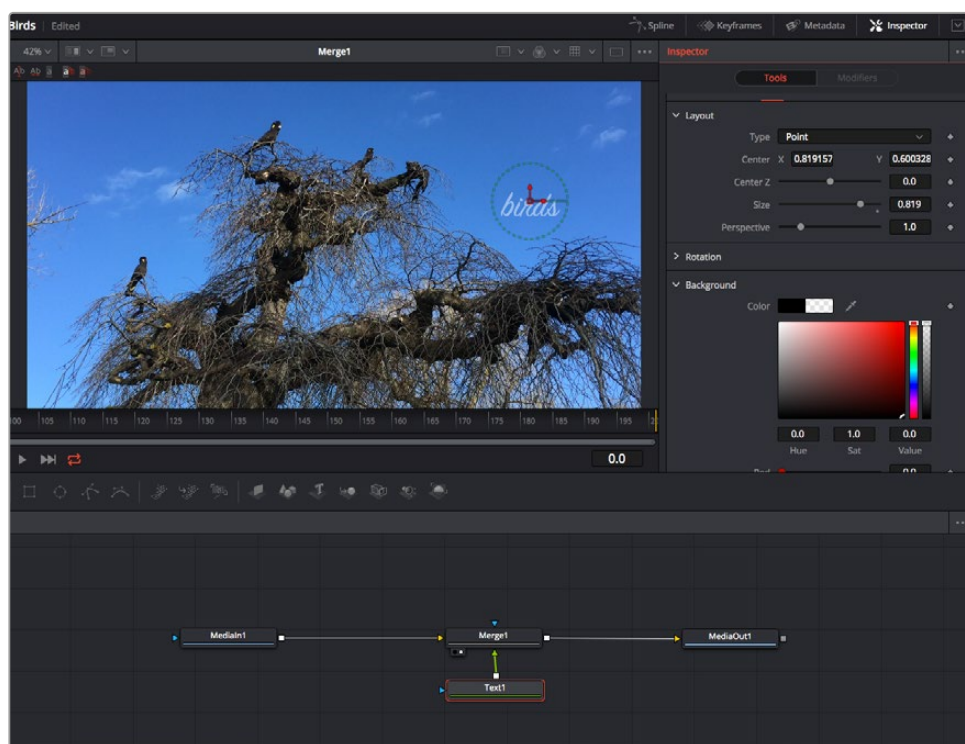 Birds Edited Spline Keyframes Metadata Inspector
42% Merge1 Inspector
Tools Modifiers
Layout
Type Point
Center X 0.819157 Y 0.600328
Center Z 0.0
Size 0.819
Perspective 1.0
Rotation
Background
Color
birds
105 110 115 120 125 130 135 140 145 150 155 160 165 170 175 180 185 190 195
0.0 1.0 0.0
Hue Sat Value
0.0
MediaIn1 Merge1 MediaOut1
Text1